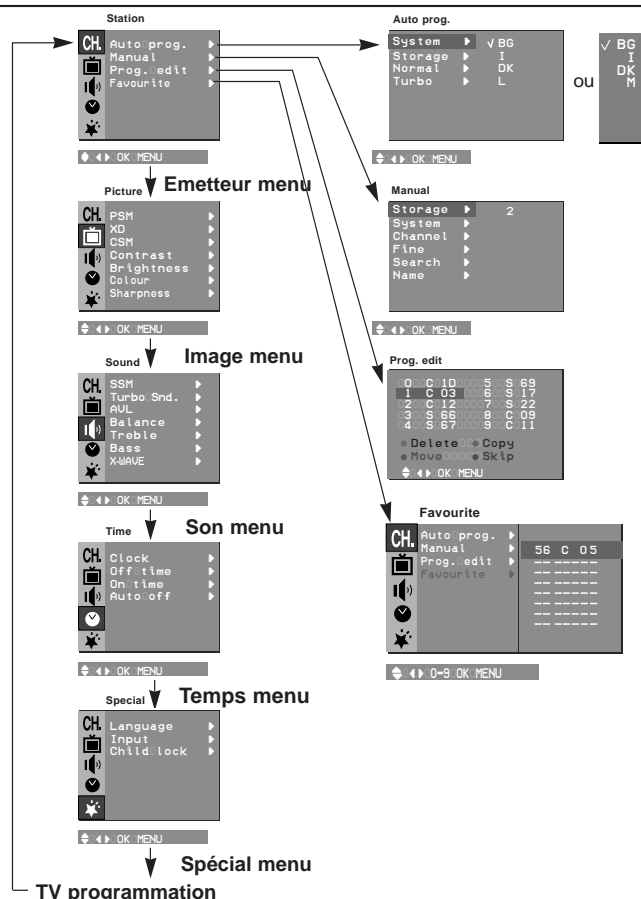 Station
CH.
Auto prog.
Manual
Prog. edit
Favourite
OK MENU
Emetteur menu
Picture
CH.
PSM
XD
CSM
Contrast
Brightness
Colour
Sharpness
OK MENU
Image menu
Sound
CH.
SSM
Turbo Snd.
AVL
Balance
Treble
Bass
X-WAVE
OK MENU
Son menu
Time
CH.
Clock
Off time
On time
Auto off
OK MENU
Temps menu
Special
CH.
Language
Input
Child lock
OK MENU
Spécial menu
TV programmation
Auto prog.
System √ BG
Storage I
Normal DK
Turbo L
OK MENU
ou
√ BG
I
DK
M
Manual
Storage 2
System
Channel
Fine
Search
Name
OK MENU
Prog. edit
0 C 10 5 S 69
1 C 03 6 S 17
2 C 12 7 S 22
3 S 66 8 C 09
4 S 67 9 C 11
Delete Copy
Move Skip
OK MENU
Favourite
CH.
Auto prog.
Manual 56 C 05
Prog. edit -- ------
Favourite -- ------
-- ------
-- ------
-- ------
-- ------
-- ------
0-9 OK MENU